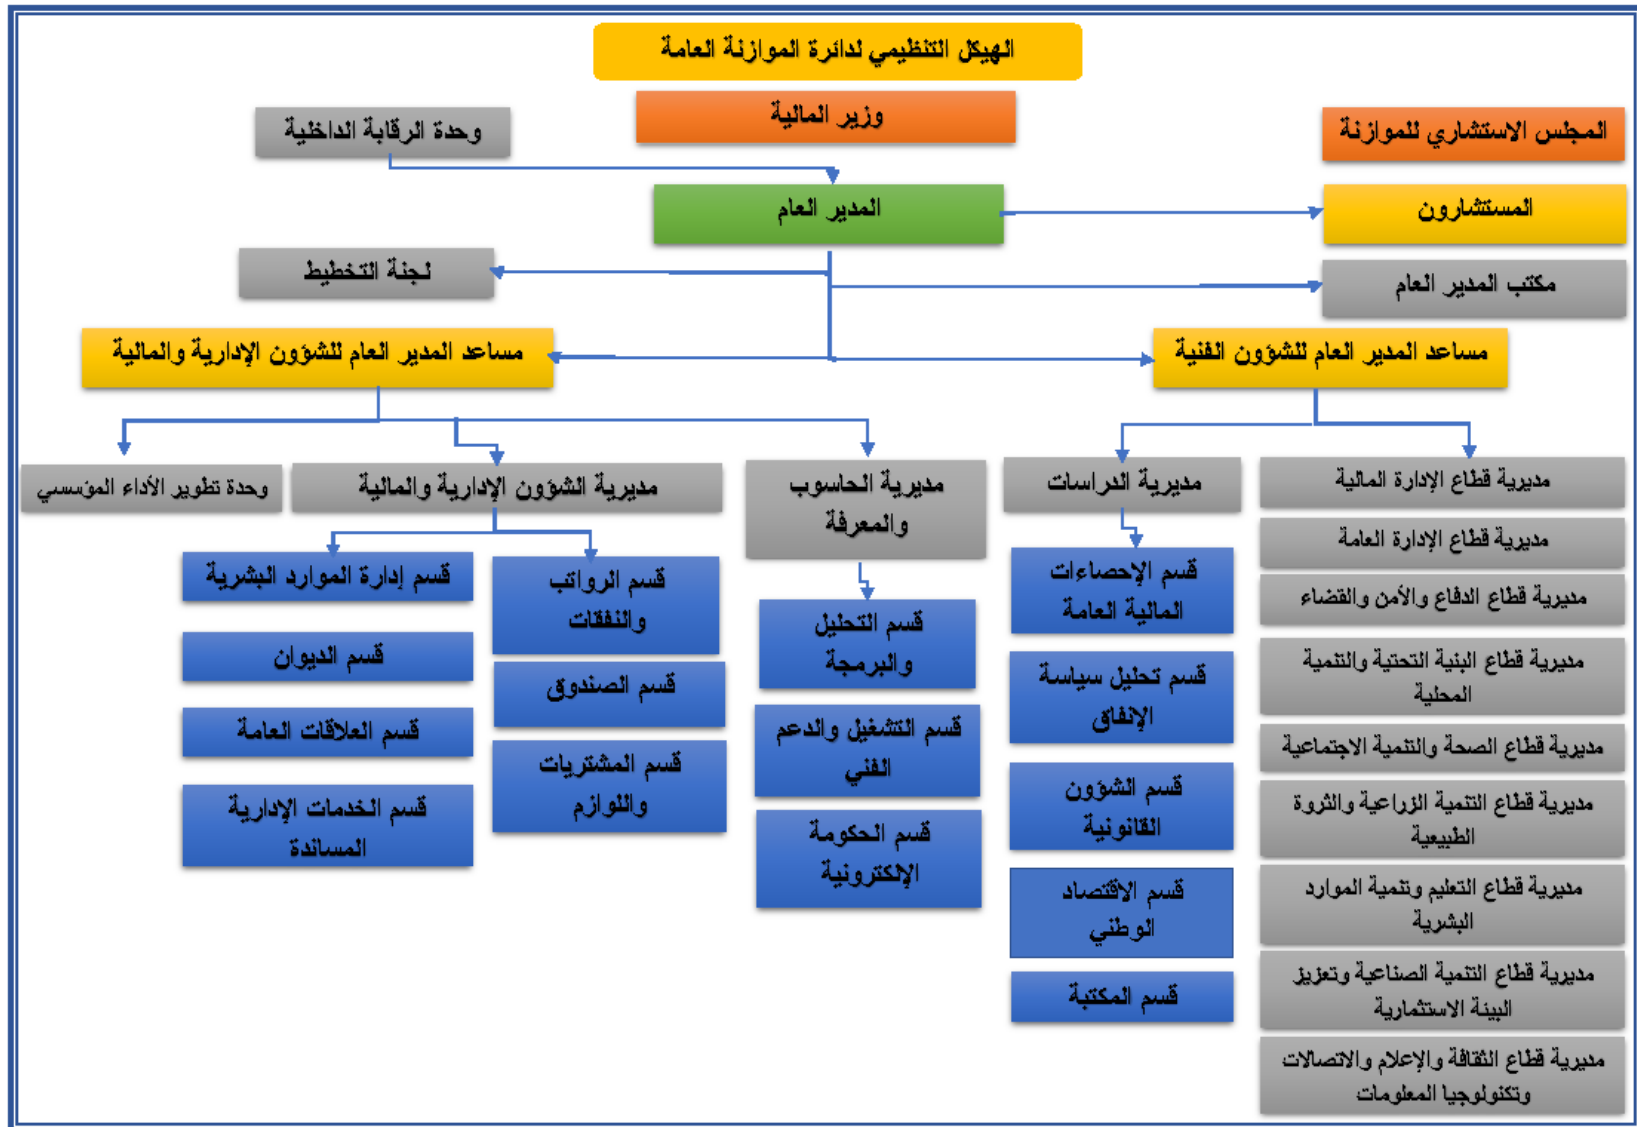 الهيكل التنظيمي لدائرة الموازنة العامة
وزير المالية
المجلس الاستشاري للموازنة
وحدة الرقابة الداخلية
المدير العام
المستشارون
لجنة التخطيط
مكتب المدير العام
مساعد المدير العام للشؤون الفنية
مساعد المدير العام للشؤون الإدارية والمالية
مديرية قطاع الإدارة المالية
مديرية قطاع الإدارة العامة
مديرية قطاع الدفاع والأمن والقضاء
مديرية قطاع البنية التحتية والتنمية
المحلية
مديرية قطاع الصحة والتنمية الاجتماعية
مديرية قطاع التنمية الزراعية والثروة
الطبيعية
مديرية قطاع التعليم وتنمية الموارد
البشرية
مديرية قطاع التنمية الصناعية وتعزيز
البيئة الاستثمارية
مديرية قطاع الثقافة والإعلام والاتصالات
وتكنولوجيا المعلومات
مديرية الدراسات
قسم الإحصاءات
المالية العامة
قسم تحليل سياسة
الإنفاق
قسم الشؤون
القانونية
قسم الاقتصاد
الوطني
قسم المكتبة
مديرية الحاسوب
والمعرفة
قسم التحليل
والبرمجة
قسم التشغيل والدعم
الفني
قسم الحكومة
الإلكترونية
مديرية الشؤون الإدارية والمالية
قسم الرواتب
والنفقات
قسم الصندوق
قسم المشتريات
واللوازم
قسم إدارة الموارد البشرية
قسم الديوان
قسم العلاقات العامة
قسم الخدمات الإدارية
المساندة
وحدة تطوير الأداء المؤسسي